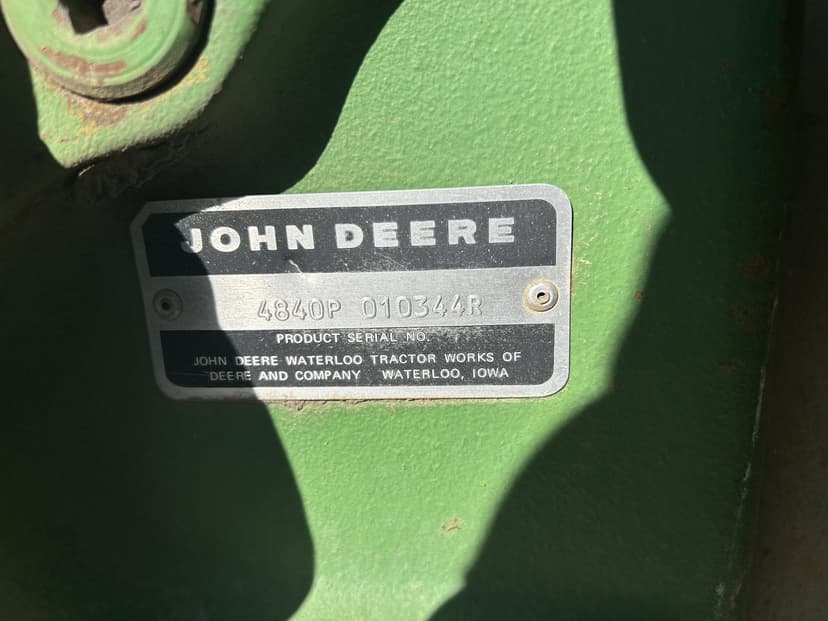 JOHN DEERE
4840P 010344R
PRODUCT SERIAL NO.
JOHN DEERE WATERLOO TRACTOR WORKS OF
DEERE AND COMPANY WATERLOO, IOWA